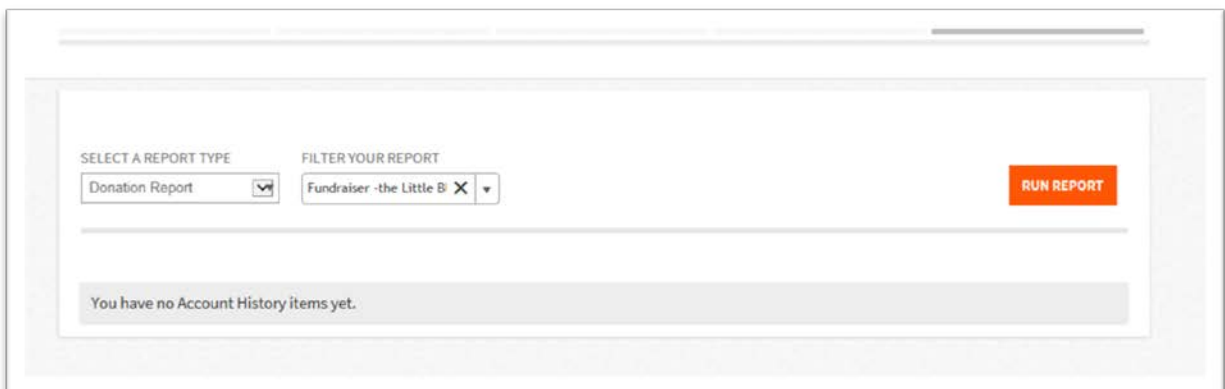 SELECT A REPORT TYPE
FILTER YOUR REPORT
Donation Report
Fundraiser -the Little B
RUN REPORT
You have no Account History items yet.